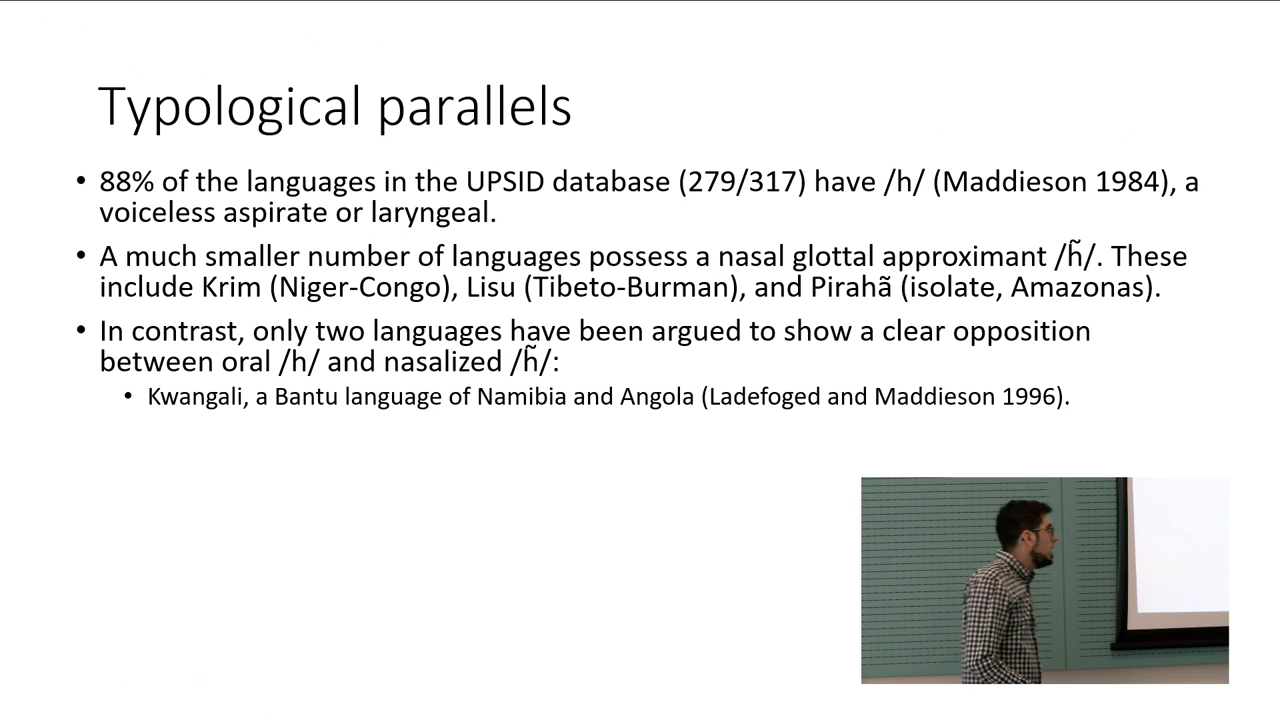 Typological parallels
• 88% of the languages in the UPSID database (279/317) have /h/ (Maddieson 1984), a
voiceless aspirate or laryngeal.
• A much smaller number of languages possess a nasal glottal approximant /h̃/. These
include Krim (Niger-Congo), Lisu (Tibeto-Burman), and Pirahã (isolate, Amazonas).
• In contrast, only two languages have been argued to show a clear opposition
between oral /h/ and nasalized /h̃/:
• Kwangali, a Bantu language of Namibia and Angola (Ladefoged and Maddieson 1996).